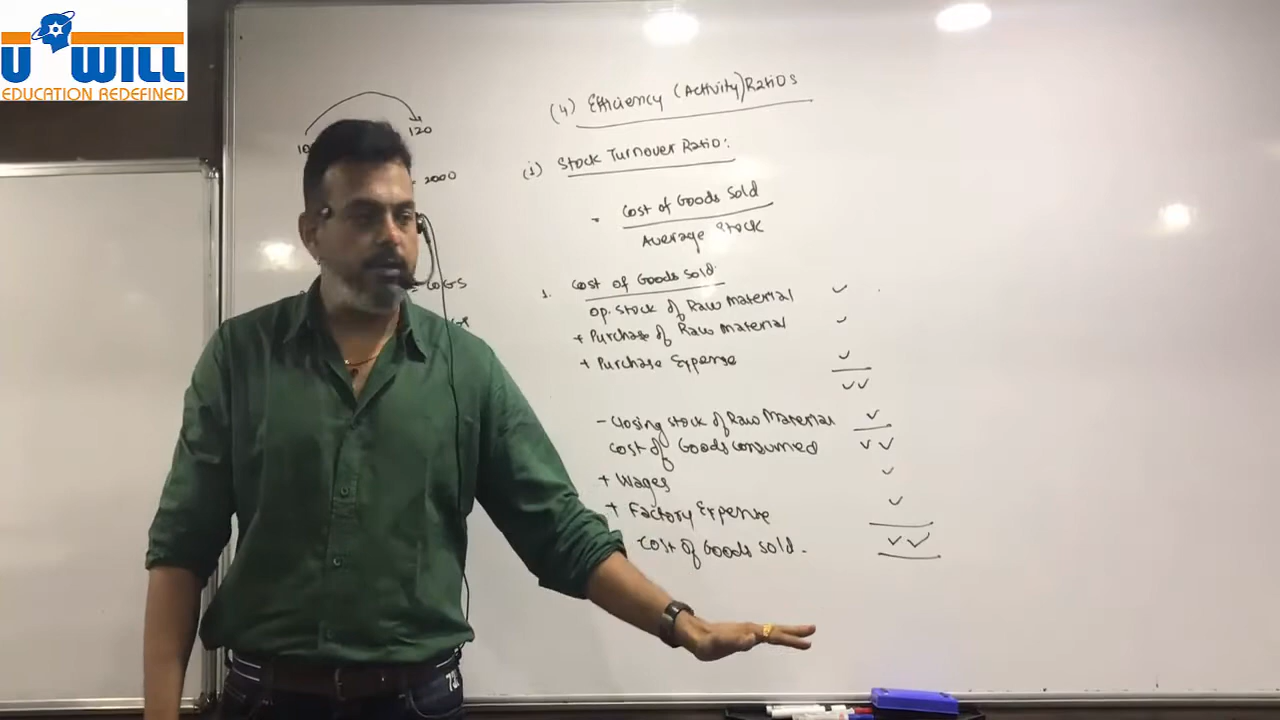 U WILL
EDUCATION REDEFINED
120
= 2000
= COGS
(4) Efficiency (Activity) Ratios
(i) Stock Turnover Ratio:
= Cost of Goods Sold
Average Stock
1. Cost of Goods Sold:
Op. Stock of Raw Material ✓
+ Purchase of Raw Material ✓
+ Purchase Expense ✓
✓✓
- Closing Stock of Raw Material ✓
Cost of Goods Consumed ✓✓
+ Wages ✓
+ Factory Expense ✓
Cost of Goods Sold. ✓✓